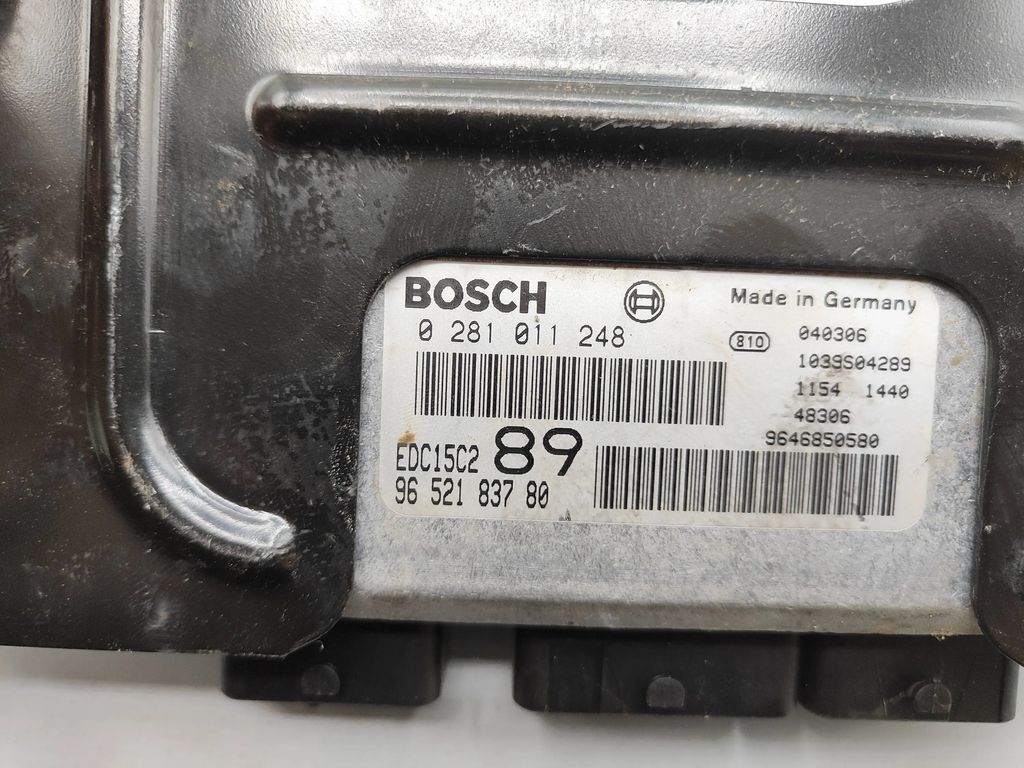 BOSCH
Made in Germany
0 281 011 248
810
040306
1039S04289
1154 1440
48306
9646850580
EDC15C2 89
96 521 837 80